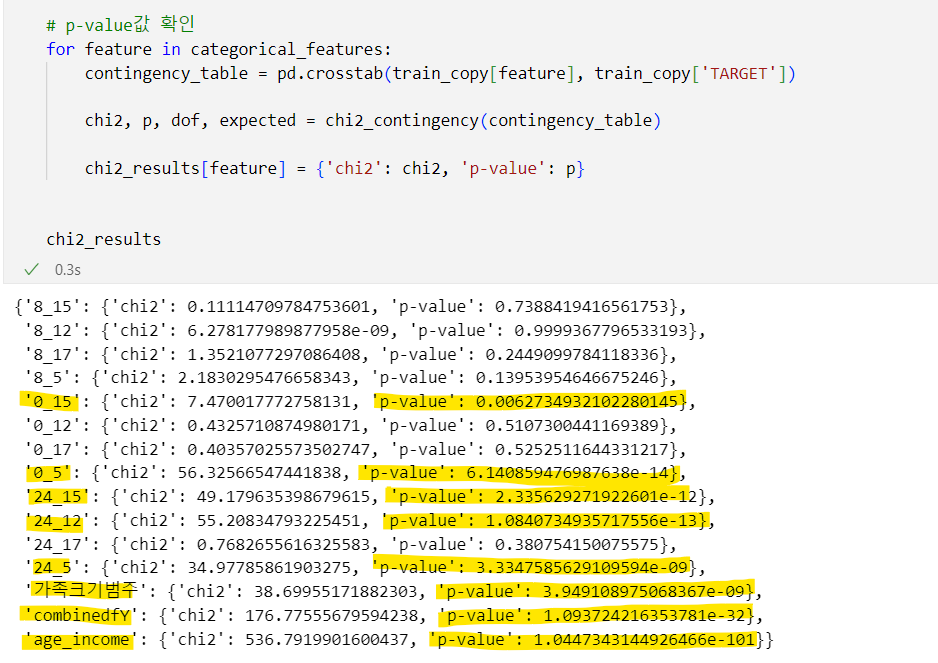 # p-value값 확인
for feature in categorical_features:
contingency_table = pd.crosstab(train_copy[feature], train_copy['TARGET'])
chi2, p, dof, expected = chi2_contingency(contingency_table)
chi2_results[feature] = {'chi2': chi2, 'p-value': p}
chi2_results
✓ 0.3s
{'8_15': {'chi2': 0.11114709784753601, 'p-value': 0.7388419416561753},
'8_12': {'chi2': 6.278177989877958e-09, 'p-value': 0.9999367796533193},
'8_17': {'chi2': 1.3521077297086408, 'p-value': 0.2449099784118336},
'8_5': {'chi2': 2.1830295476658343, 'p-value': 0.13953954646675246},
'0_15': {'chi2': 7.470017772758131, 'p-value': 0.0062734932102280145},
'0_12': {'chi2': 0.4325710874980171, 'p-value': 0.5107300441169389},
'0_17': {'chi2': 0.40357025573502747, 'p-value': 0.5252511644331217},
'0_5': {'chi2': 56.32566547441838, 'p-value': 6.140859476987638e-14},
'24_15': {'chi2': 49.179635398679615, 'p-value': 2.335629271922601e-12},
'24_12': {'chi2': 55.20834793225451, 'p-value': 1.0840734935717556e-13},
'24_17': {'chi2': 0.7682655616325583, 'p-value': 0.380754150075575},
'24_5': {'chi2': 34.97785861903275, 'p-value': 3.3347585629109594e-09},
'가족크기범주': {'chi2': 38.69955171882303, 'p-value': 3.949108975068367e-09},
'combinedfY': {'chi2': 176.77555679594238, 'p-value': 1.093724216353781e-32},
'age_income': {'chi2': 536.7919901600437, 'p-value': 1.0447343144926466e-101}}